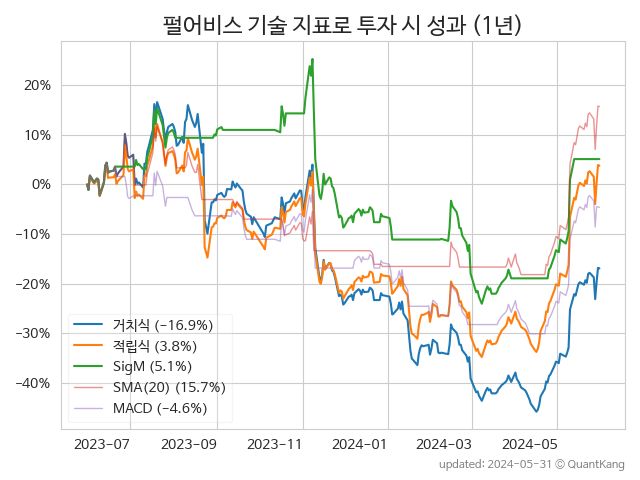 펄어비스 기술 지표로 투자 시 성과 (1년)
20%
10%
0%
−10%
−20%
−30%
−40%
거치식 (−16.9%)
적립식 (3.8%)
SigM (5.1%)
SMA(20) (15.7%)
MACD (−4.6%)
2023-07 2023-09 2023-11 2024-01 2024-03 2024-05
updated: 2024-05-31 © QuantKang